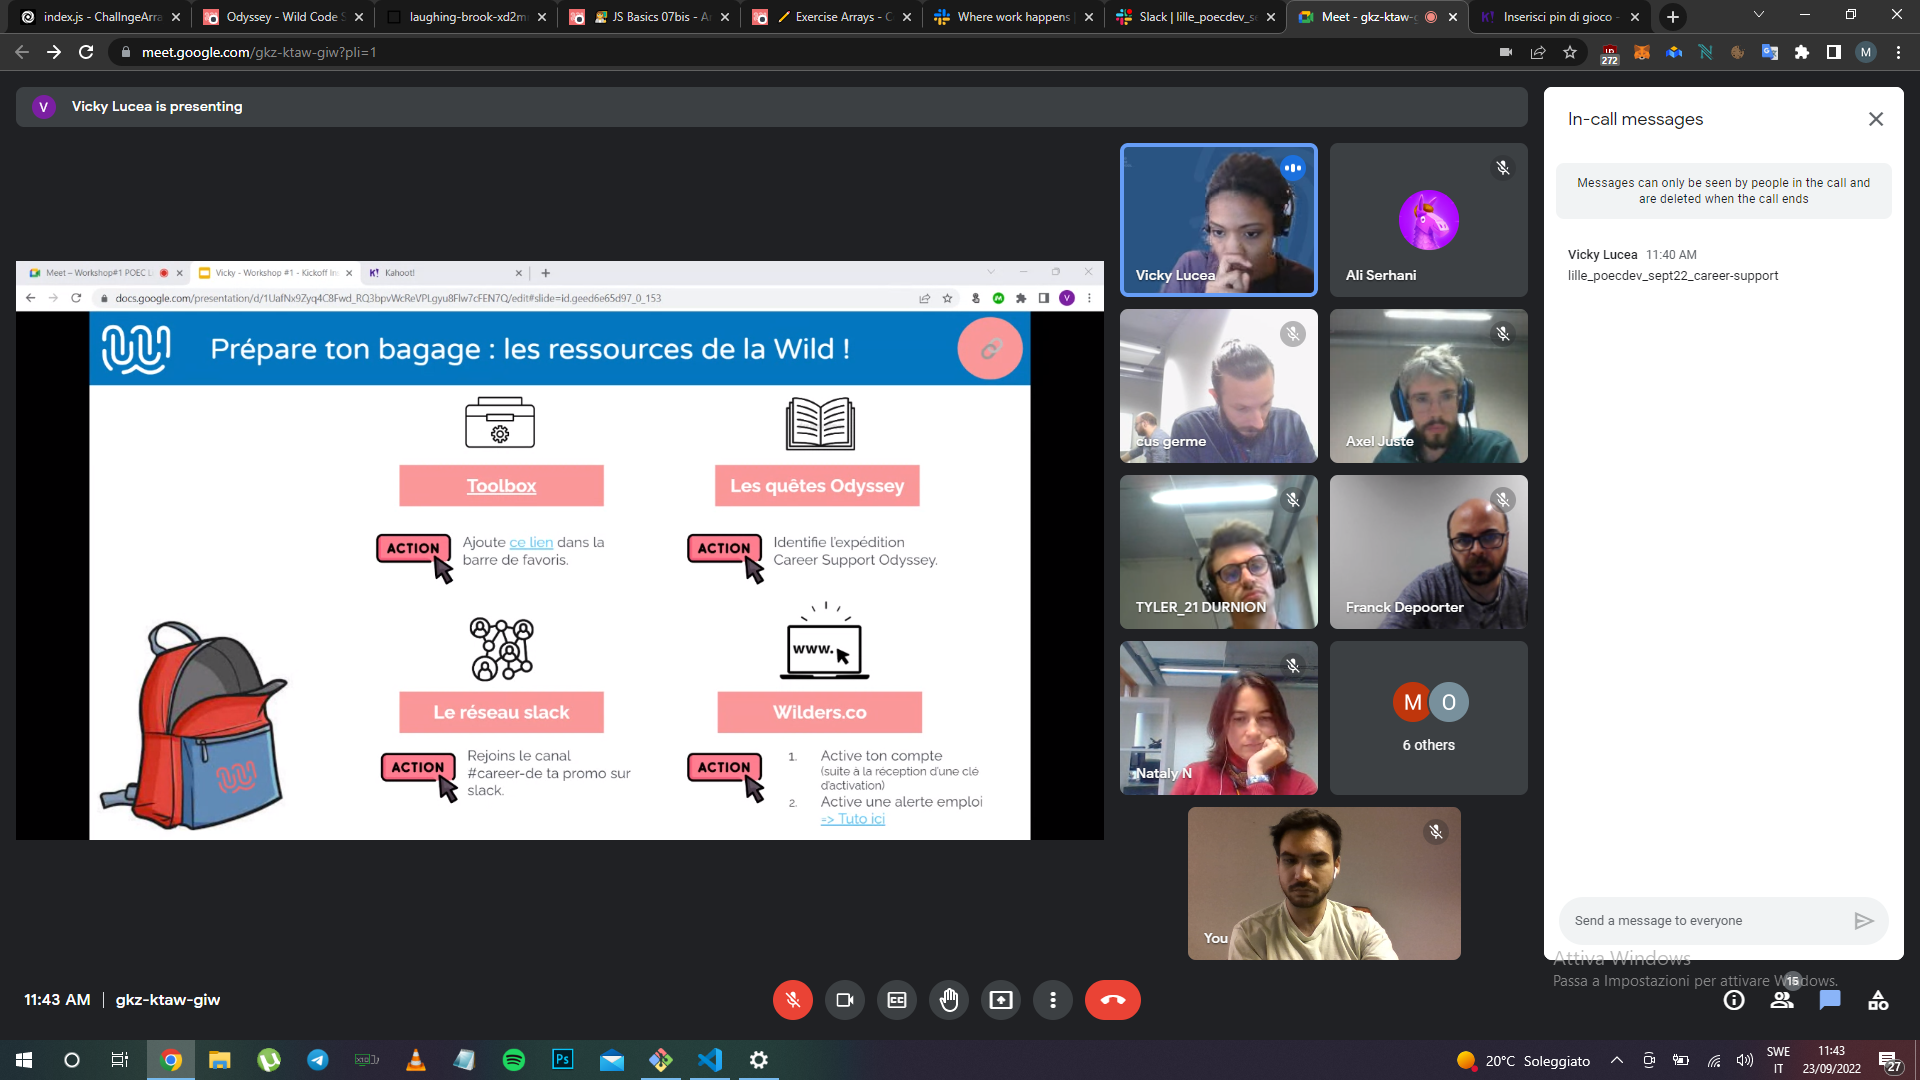 index.js - ChallngeArra
Odyssey - Wild Code S
laughing-brook-xd2m
JS Basics 07bis - A
Exercise Arrays - C
Where work happens
Slack | lille_poecdev_se
Meet - gkz-ktaw-g
K! Inserisci pin di gioco -
meet.google.com/gkz-ktaw-giw?pli=1
272
M
V
Vicky Lucea is presenting
Meet – Workshop#1 POEC L
Vicky - Workshop #1 - Kickoff In
K! Kahoot!
docs.google.com/presentation/d/1UafNx9Zyq4C8Fwd_RQ3bpvWcReVPLgyu8Flw7cFEN7Q/edit#slide=id.geed6e65d97_0_153
V
Prépare ton bagage : les ressources de la Wild !
Toolbox
ACTION
Ajoute ce lien dans la
barre de favoris.
Les quêtes Odyssey
ACTION
Identifie l'expédition
Career Support Odyssey.
Le réseau slack
ACTION
Rejoins le canal
#career-de ta promo sur
slack.
www.
Wilders.co
ACTION
1. Active ton compte
(suite à la réception d'une clé
d'activation)
2. Active une alerte emploi
=> Tuto ici
Vicky Lucea
Ali Serhani
cus germe
Axel Juste
TYLER_21 DURNION
Franck Depoorter
Nataly N
M
O
6 others
You
In-call messages
Messages can only be seen by people in the call and
are deleted when the call ends
Vicky Lucea 11:40 AM
lille_poecdev_sept22_career-support
Send a message to everyone
Attiva Windows
Passa a Impostazioni per attivare Windows.
11:43 AM | gkz-ktaw-giw
CC
15
Ps
20°C Soleggiato
SWE
IT
11:43
23/09/2022
27